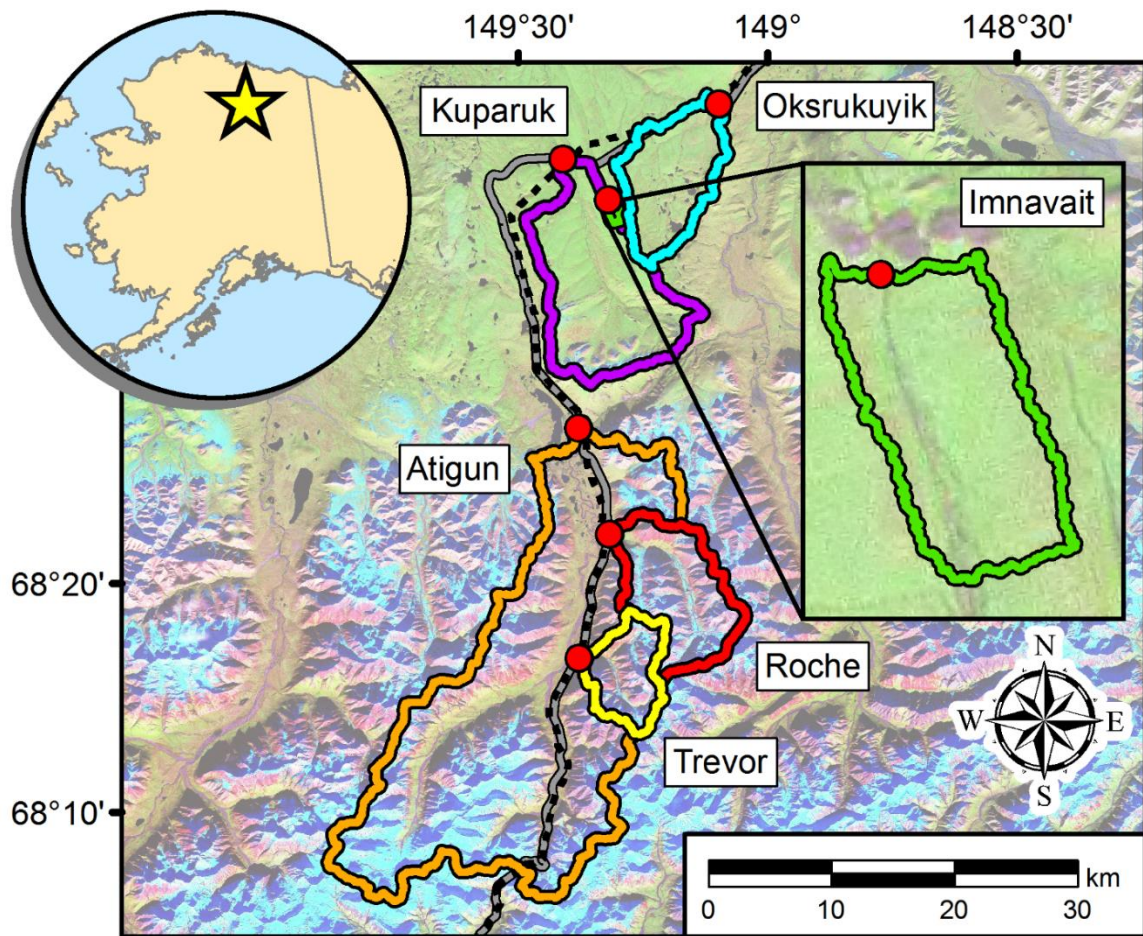 149°30' 149° 148°30'
Kuparuk
Oksrukuyik
Imnavait
Atigun
68°20'
Roche
N
W E
S
Trevor
68°10'
km
0 10 20 30